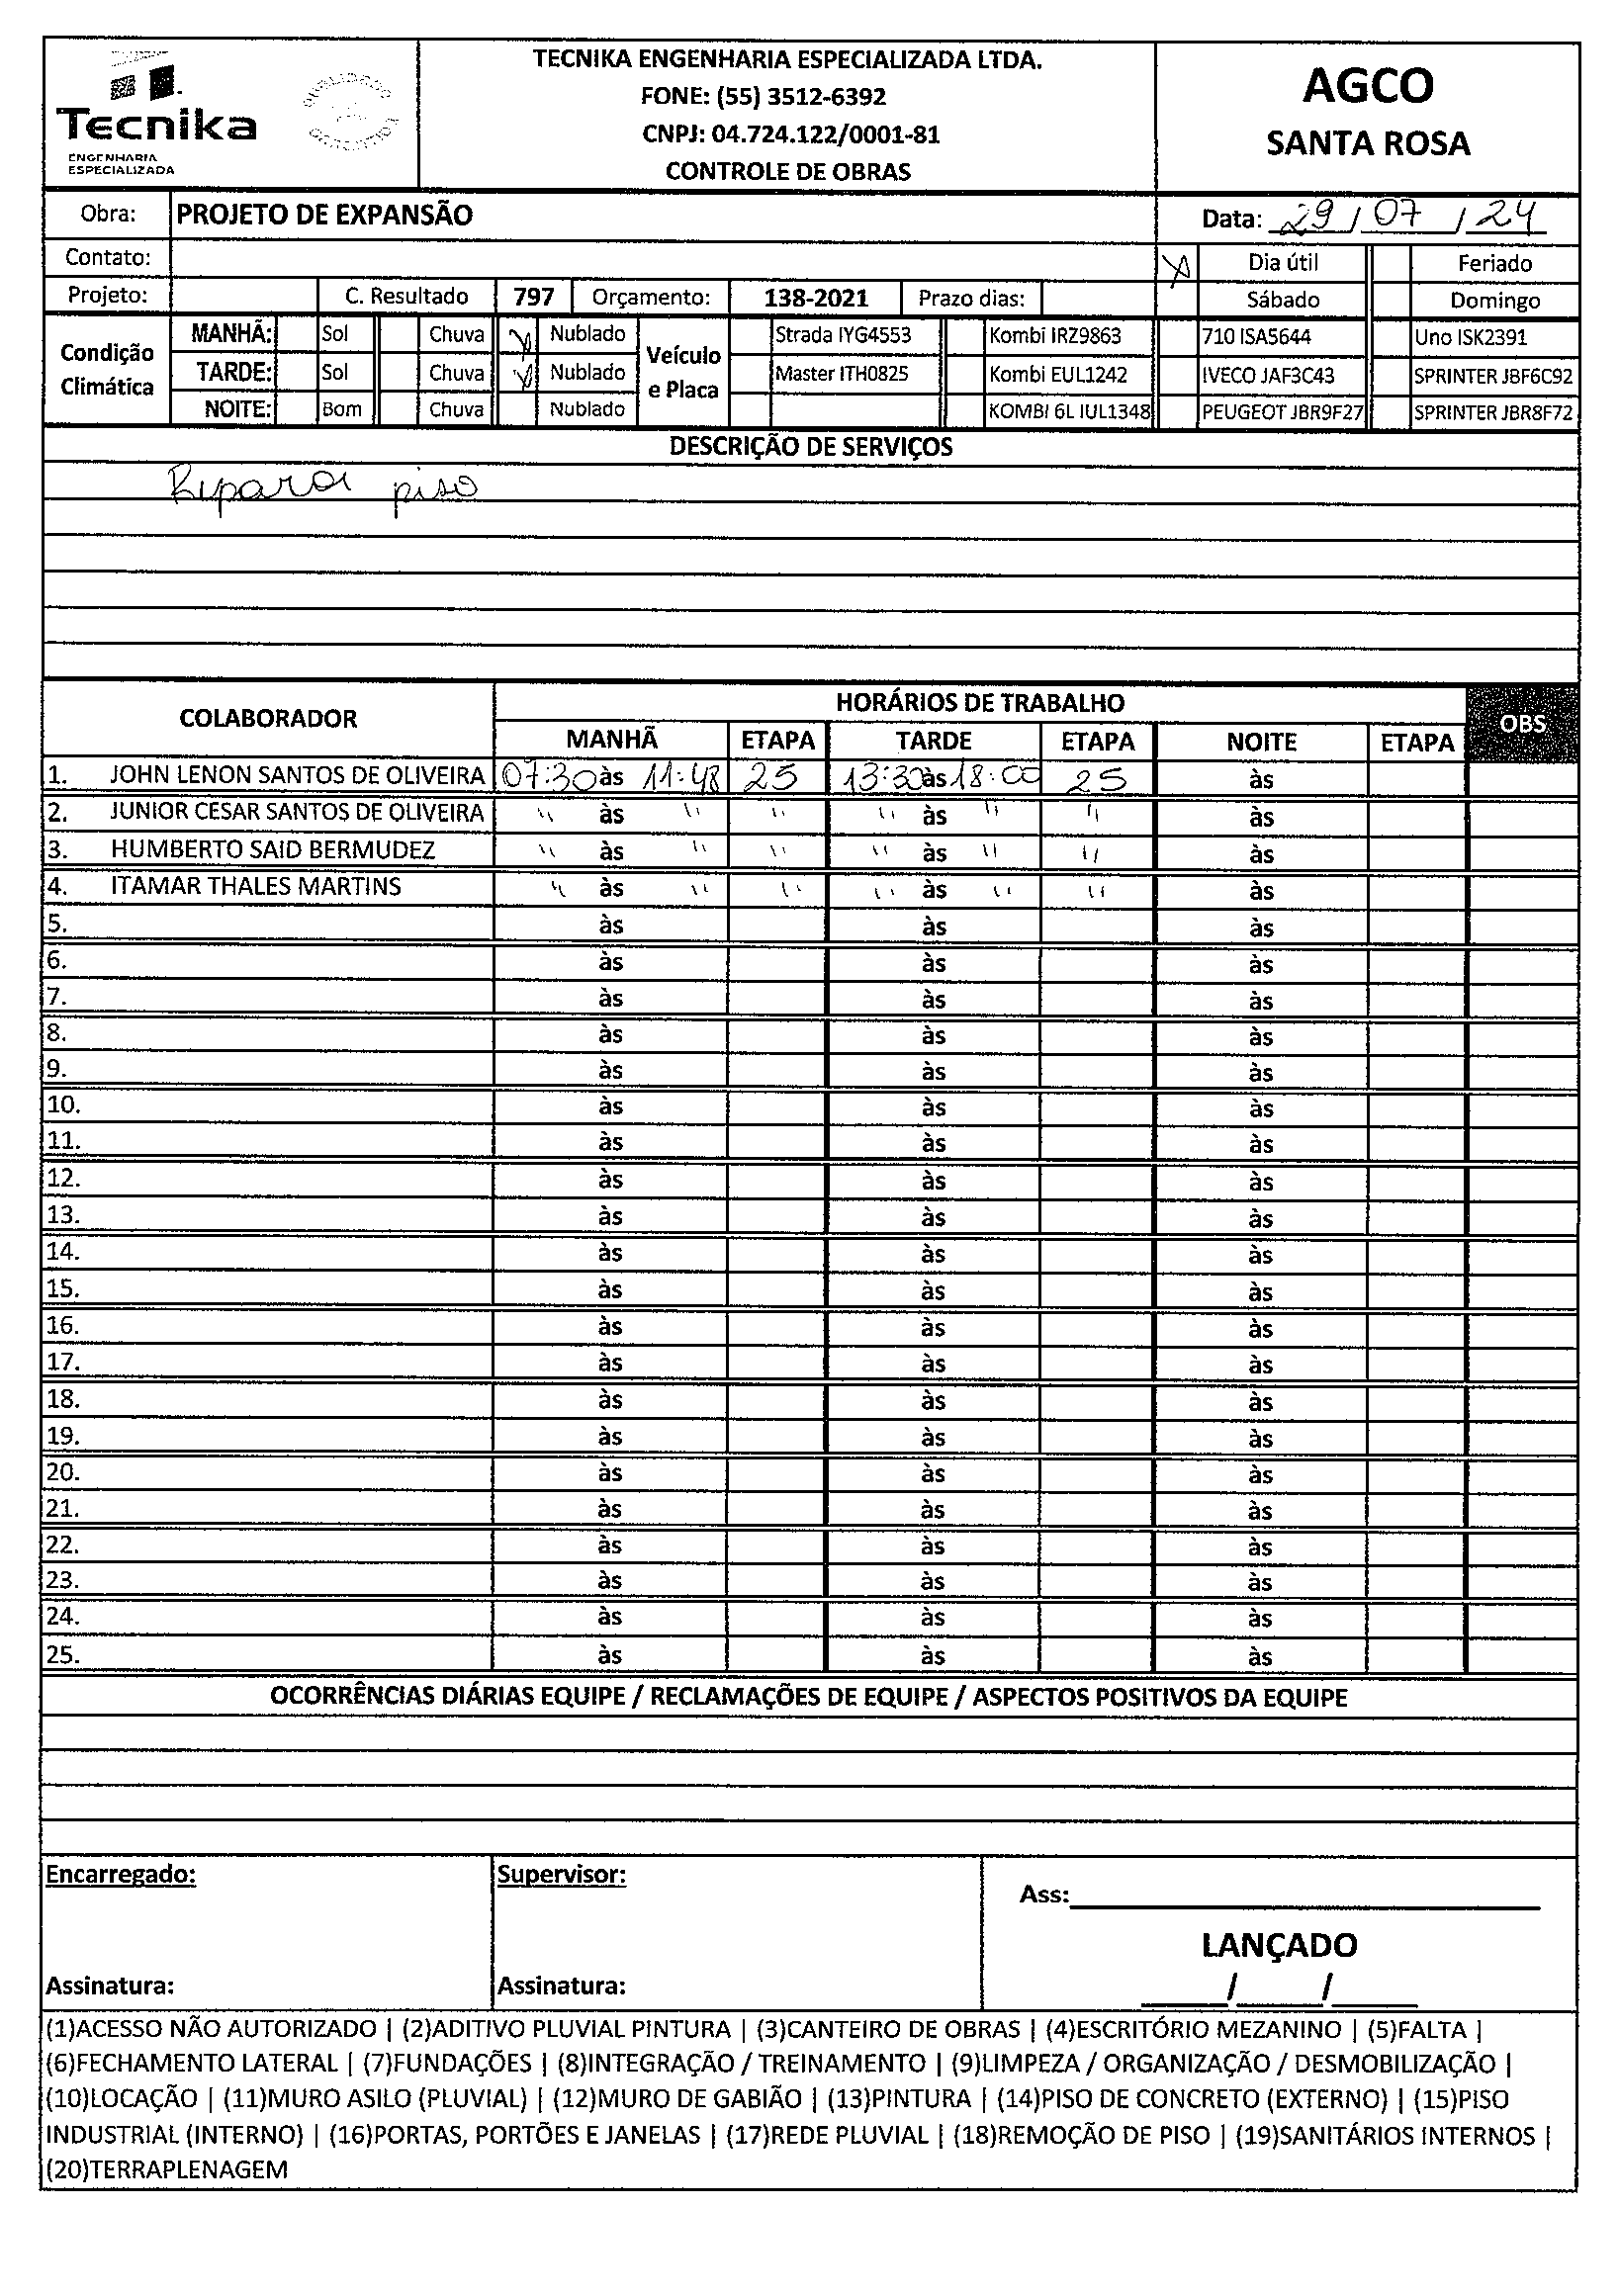 Tecnika
ENGENHARIA
ESPECIALIZADA
TECNIKA ENGENHARIA ESPECIALIZADA LTDA.
FONE: (55) 3512-6392
CNPJ: 04.724.122/0001-81
CONTROLE DE OBRAS
AGCO
SANTA ROSA
Obra: PROJETO DE EXPANSÃO Data: 29/07/24
Contato: X Dia útil Feriado
Projeto: C. Resultado 797 Orçamento: 138-2021 Prazo dias: Sábado Domingo
Condição Climática
MANHÃ: Sol Chuva X Nublado
TARDE: Sol Chuva X Nublado
NOITE: Bom Chuva Nublado
Veículo e Placa
Strada IYG4553 Kombi IRZ9863 710 ISA5644 Uno ISK2391
Master ITH0825 Kombi EUL1242 IVECO JAF3C43 SPRINTER JBF6C92
KOMBI 6L IUL1348 PEUGEOT JBR9F27 SPRINTER JBR8F72
DESCRIÇÃO DE SERVIÇOS
piso
COLABORADOR HORÁRIOS DE TRABALHO OBS
MANHÃ ETAPA TARDE ETAPA NOITE ETAPA
1. JOHN LENON SANTOS DE OLIVEIRA 07:30 às 11:48 25 13:30 às 18:00 25 às
2. JUNIOR CESAR SANTOS DE OLIVEIRA " às " " " às " " às
3. HUMBERTO SAID BERMUDEZ " às " " " às " " às
4. ITAMAR THALES MARTINS " às " " " às " " às
5. às às às
6. às às às
7. às às às
8. às às às
9. às às às
10. às às às
11. às às às
12. às às às
13. às às às
14. às às às
15. às às às
16. às às às
17. às às às
18. às às às
19. às às às
20. às às às
21. às às às
22. às às às
23. às às às
24. às às às
25. às às às
OCORRÊNCIAS DIÁRIAS EQUIPE / RECLAMAÇÕES DE EQUIPE / ASPECTOS POSITIVOS DA EQUIPE
Encarregado: Supervisor: Ass:
LANÇADO
Assinatura: Assinatura: / /
(1)ACESSO NÃO AUTORIZADO | (2)ADITIVO PLUVIAL PINTURA | (3)CANTEIRO DE OBRAS | (4)ESCRITÓRIO MEZANINO | (5)FALTA |
(6)FECHAMENTO LATERAL | (7)FUNDAÇÕES | (8)INTEGRAÇÃO / TREINAMENTO | (9)LIMPEZA / ORGANIZAÇÃO / DESMOBILIZAÇÃO |
(10)LOCAÇÃO | (11)MURO ASILO (PLUVIAL) | (12)MURO DE GABIÃO | (13)PINTURA | (14)PISO DE CONCRETO (EXTERNO) | (15)PISO
INDUSTRIAL (INTERNO) | (16)PORTAS, PORTÕES E JANELAS | (17)REDE PLUVIAL | (18)REMOÇÃO DE PISO | (19)SANITÁRIOS INTERNOS |
(20)TERRAPLENAGEM